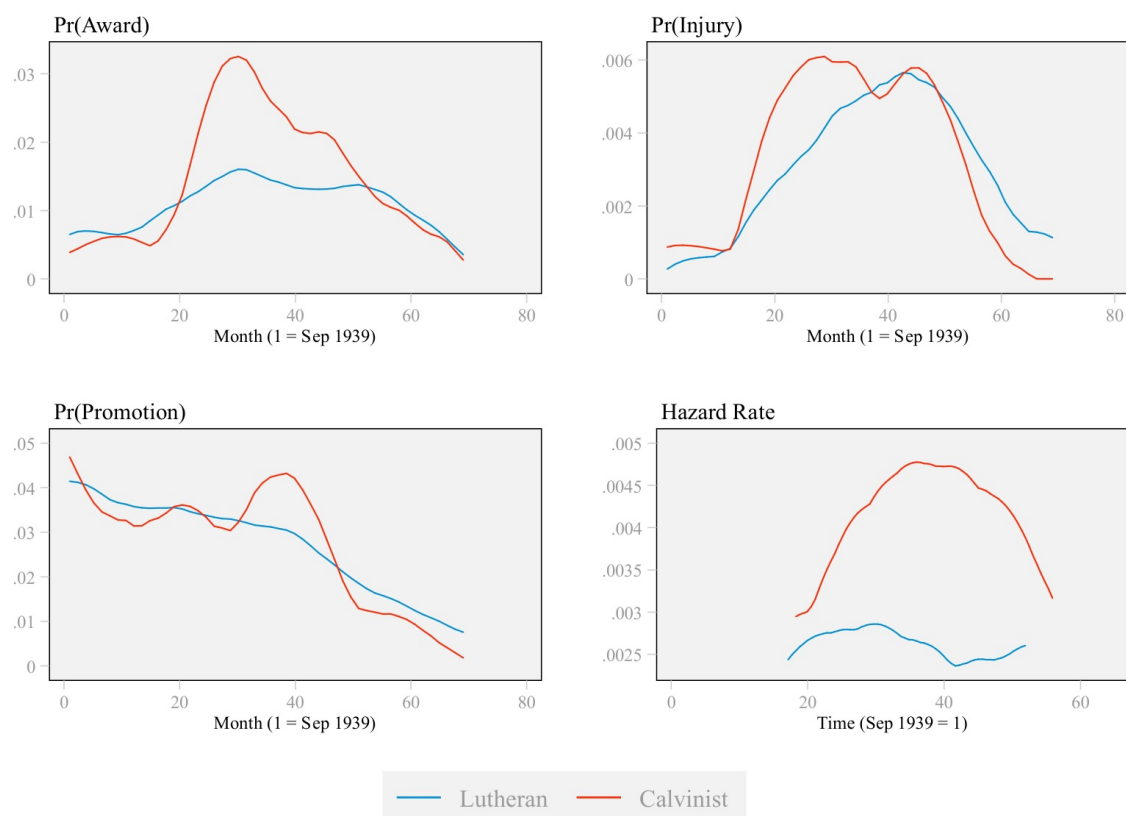 Pr(Award)
.03
.02
.01
0
0 20 40 60 80
Month (1 = Sep 1939)
Pr(Injury)
.006
.004
.002
0
0 20 40 60 80
Month (1 = Sep 1939)
Pr(Promotion)
.05
.04
.03
.02
.01
0
0 20 40 60 80
Month (1 = Sep 1939)
Hazard Rate
.005
.0045
.004
.0035
.003
.0025
0 20 40 60
Time (Sep 1939 = 1)
Lutheran Calvinist